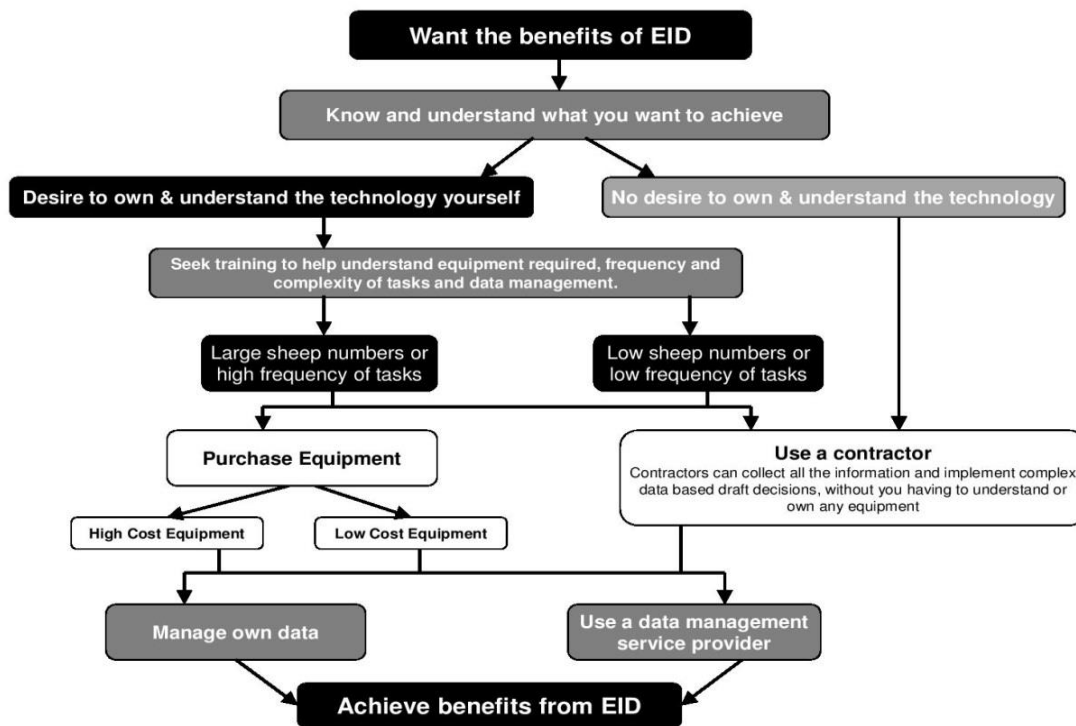 Want the benefits of EID
Know and understand what you want to achieve
Desire to own & understand the technology yourself
No desire to own & understand the technology
Seek training to help understand equipment required, frequency and
complexity of tasks and data management.
Large sheep numbers or
high frequency of tasks
Low sheep numbers or
low frequency of tasks
Purchase Equipment
Use a contractor
Contractors can collect all the information and implement complex
data based draft decisions, without you having to understand or
own any equipment
High Cost Equipment
Low Cost Equipment
Manage own data
Use a data management
service provider
Achieve benefits from EID